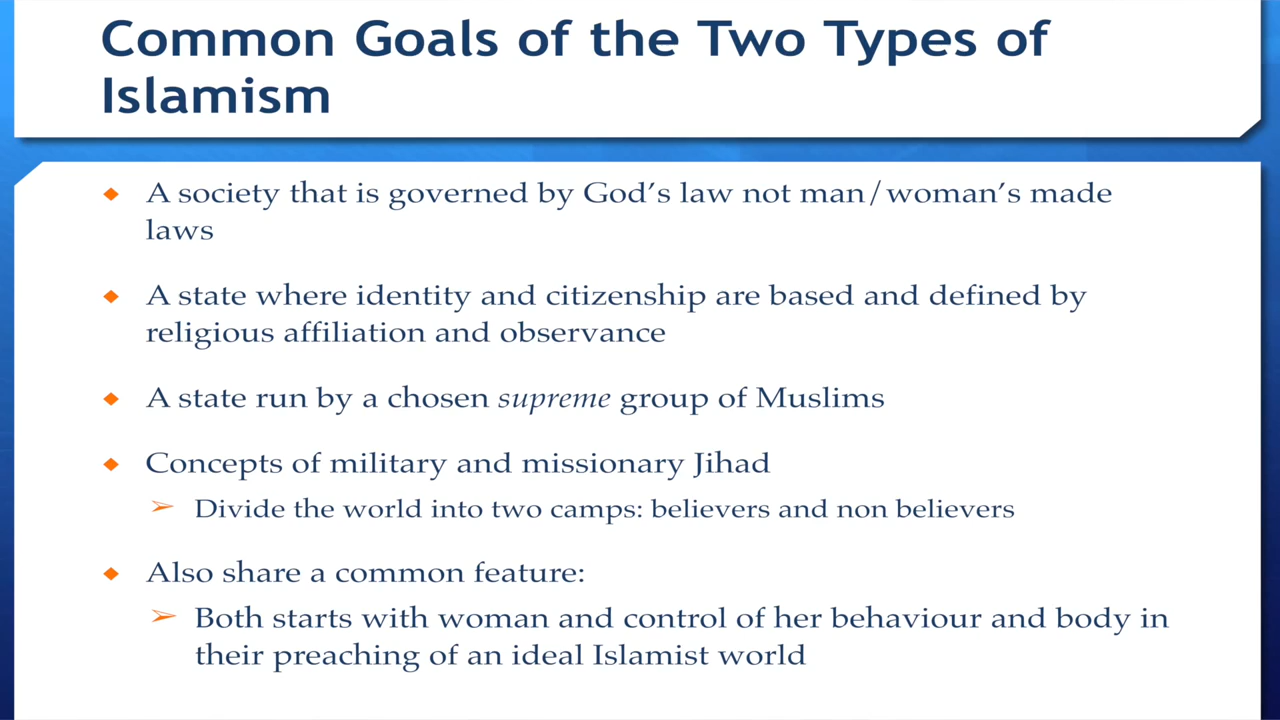 Common Goals of the Two Types of
Islamism
A society that is governed by God’s law not man/woman’s made
laws
A state where identity and citizenship are based and defined by
religious affiliation and observance
A state run by a chosen supreme group of Muslims
Concepts of military and missionary Jihad
Divide the world into two camps: believers and non believers
Also share a common feature:
Both starts with woman and control of her behaviour and body in
their preaching of an ideal Islamist world